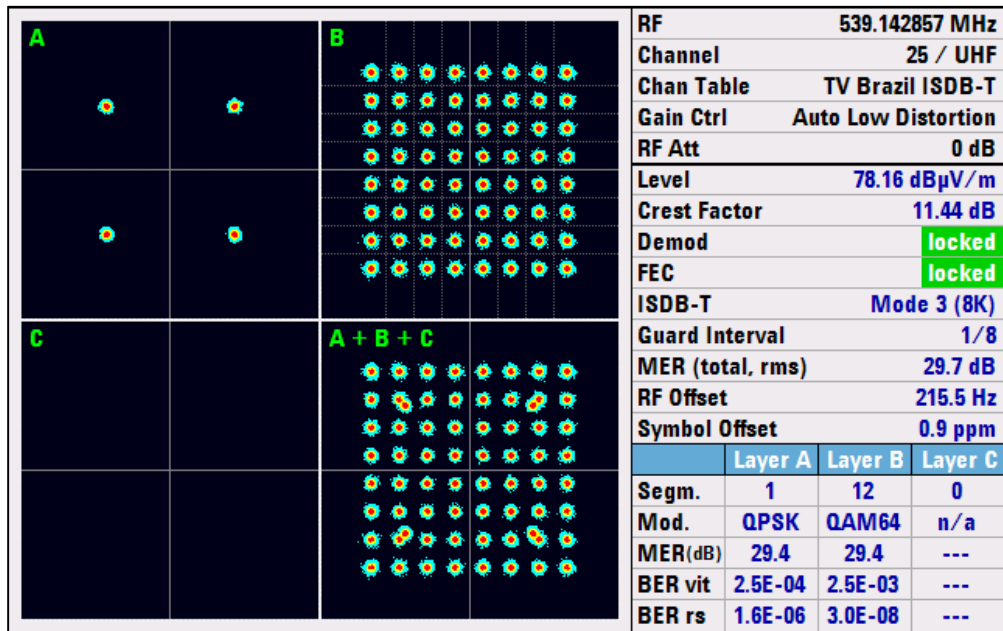 A
B
C
A + B + C
RF 539.142857 MHz
Channel 25 / UHF
Chan Table TV Brazil ISDB-T
Gain Ctrl Auto Low Distortion
RF Att 0 dB
Level 78.16 dBµV/m
Crest Factor 11.44 dB
Demod locked
FEC locked
ISDB-T Mode 3 (8K)
Guard Interval 1/8
MER (total, rms) 29.7 dB
RF Offset 215.5 Hz
Symbol Offset 0.9 ppm
Layer A Layer B Layer C
Segm. 1 12 0
Mod. QPSK QAM64 n/a
MER(dB) 29.4 29.4 ---
BER vit 2.5E-04 2.5E-03 ---
BER rs 1.6E-06 3.0E-08 ---